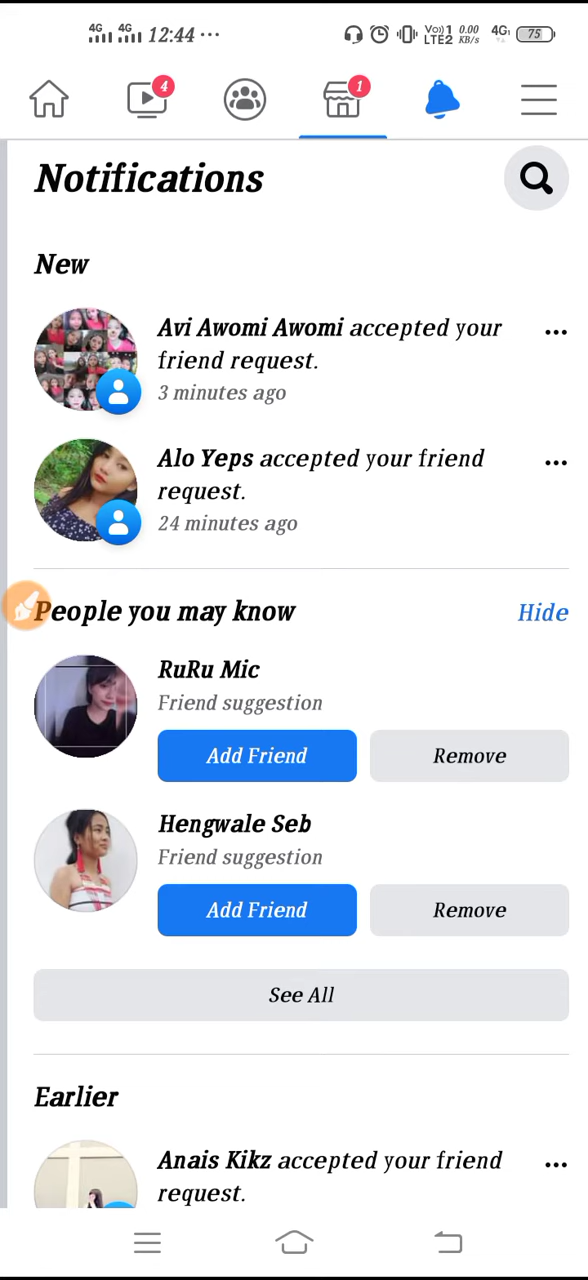 4G 4G 12:44 ... Vo)) 1 LTE2 0.00 KB/s 4G 75
4 1
Notifications
New
Avi Awomi Awomi accepted your
friend request.
3 minutes ago
Alo Yeps accepted your friend
request.
24 minutes ago
People you may know Hide
RuRu Mic
Friend suggestion
Add Friend Remove
Hengwale Seb
Friend suggestion
Add Friend Remove
See All
Earlier
Anais Kikz accepted your friend
request.